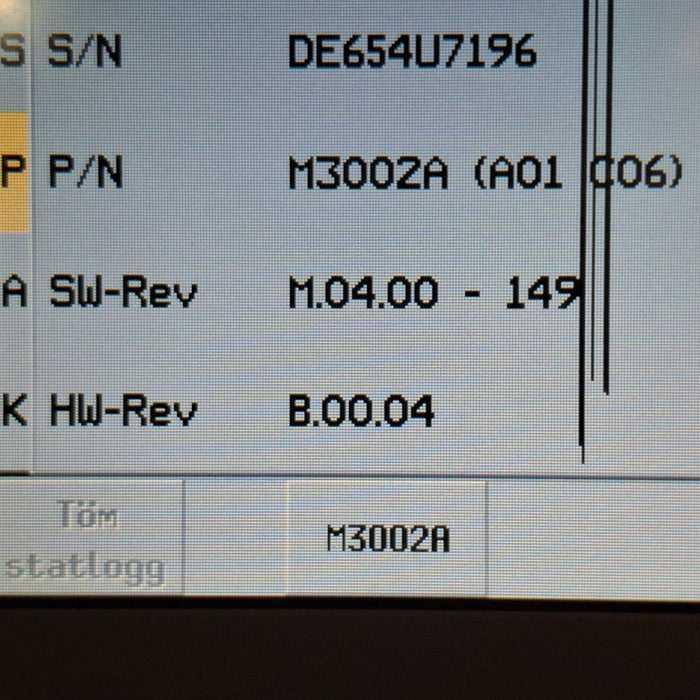 S S/N DE654U7196
P P/N M3002A (A01 C06)
A SW-Rev M.04.00 - 149
K HW-Rev B.00.04
Töm
statlogg
M3002A